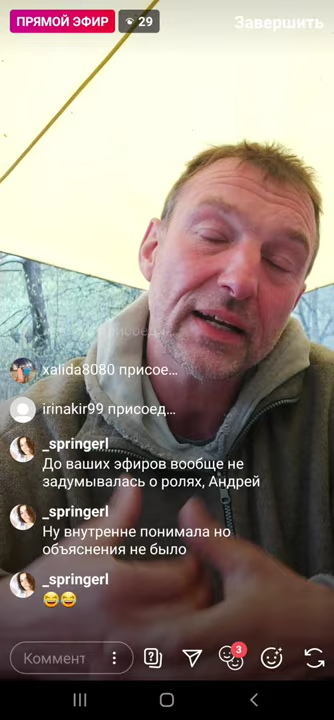 ПРЯМОЙ ЭФИР
29
Завершить
xalida8080 присое...
irinakir99 присоед...
_springerl
До ваших эфиров вообще не
задумывалась о ролях, Андрей
_springerl
Ну внутренне понимала но
объяснения не было
_springerl
😂😂
Коммент
3